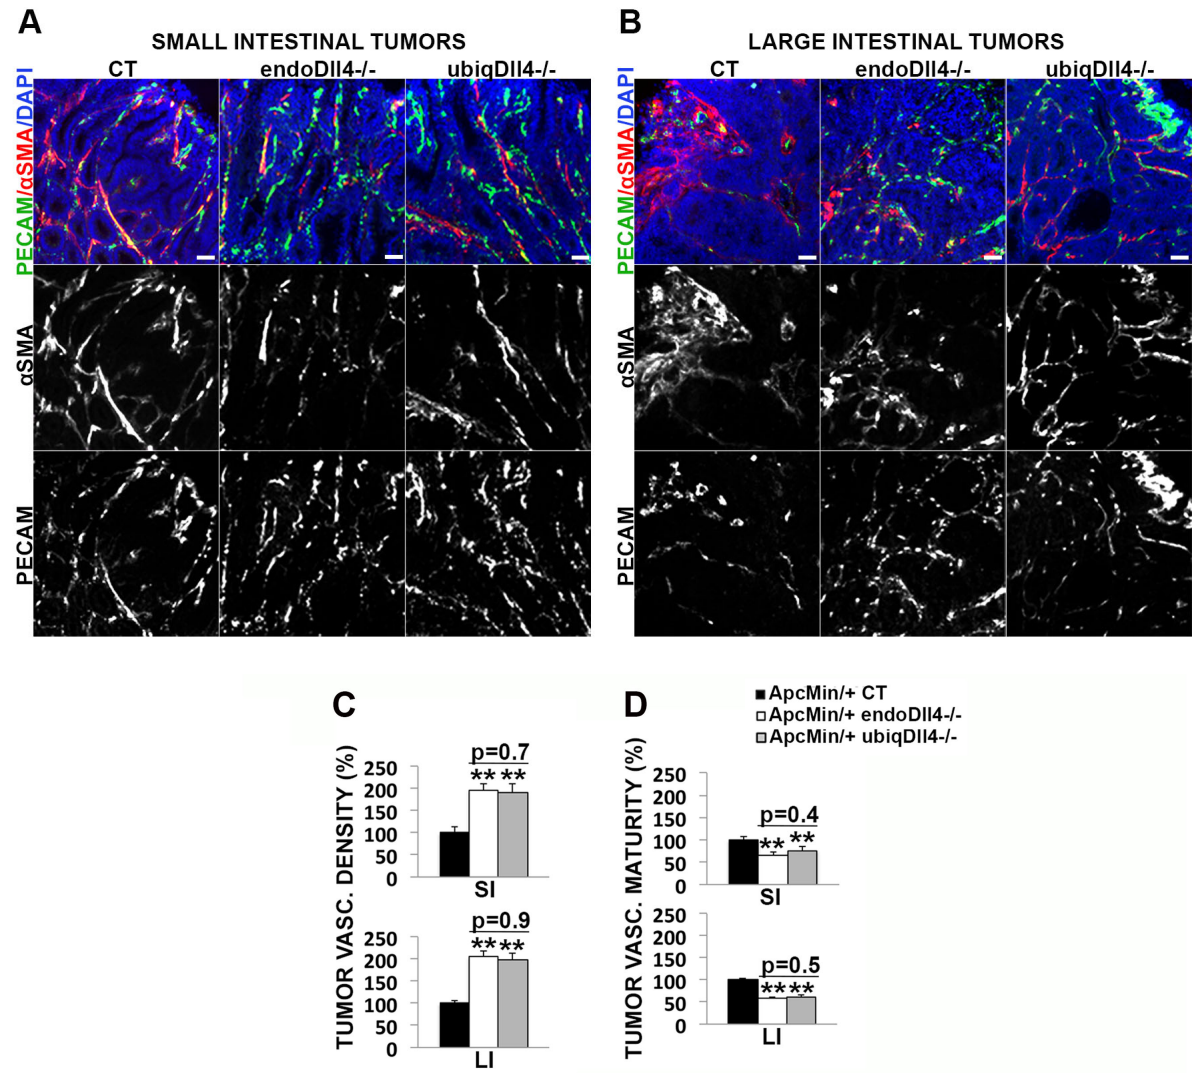 A
SMALL INTESTINAL TUMORS
CT endoDll4-/- ubiqDll4-/-
PECAM/αSMA/DAPI
αSMA
PECAM
B
LARGE INTESTINAL TUMORS
CT endoDll4-/- ubiqDll4-/-
PECAM/αSMA/DAPI
αSMA
PECAM
C
TUMOR VASC. DENSITY (%)
p=0.7
** **
250
200
150
100
50
0
SI
p=0.9
** **
250
200
150
100
50
0
LI
D
ApcMin/+ CT
ApcMin/+ endoDll4-/-
ApcMin/+ ubiqDll4-/-
TUMOR VASC. MATURITY (%)
p=0.4
** **
250
200
150
100
50
0
SI
p=0.5
** **
250
200
150
100
50
0
LI